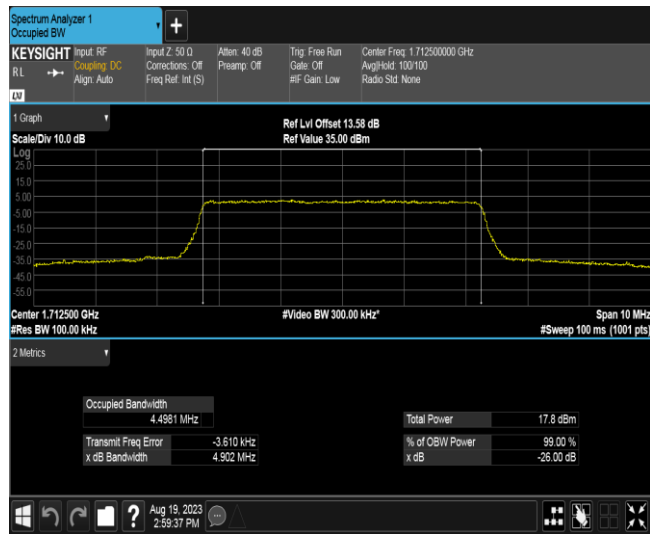 Spectrum Analyzer 1
Occupied BW
+
KEYSIGHT
RL
LXI
Input: RF
Coupling: DC
Align: Auto
Input Z: 50 Ω
Corrections: Off
Freq Ref: Int (S)
Atten: 40 dB
Preamp: Off
Trig: Free Run
Gate: Off
#IF Gain: Low
Center Freq: 1.712500000 GHz
Avg|Hold: 100/100
Radio Std: None
1 Graph
Scale/Div 10.0 dB
Ref Lvl Offset 13.58 dB
Ref Value 35.00 dBm
Log
25.0
15.0
5.00
-5.00
-15.0
-25.0
-35.0
-45.0
-55.0
Center 1.712500 GHz
#Res BW 100.00 kHz
#Video BW 300.00 kHz*
Span 10 MHz
#Sweep 100 ms (1001 pts)
2 Metrics
Occupied Bandwidth
4.4981 MHz
Transmit Freq Error -3.610 kHz
x dB Bandwidth 4.902 MHz
Total Power 17.8 dBm
% of OBW Power 99.00 %
x dB -26.00 dB
?
Aug 19, 2023
2:59:37 PM